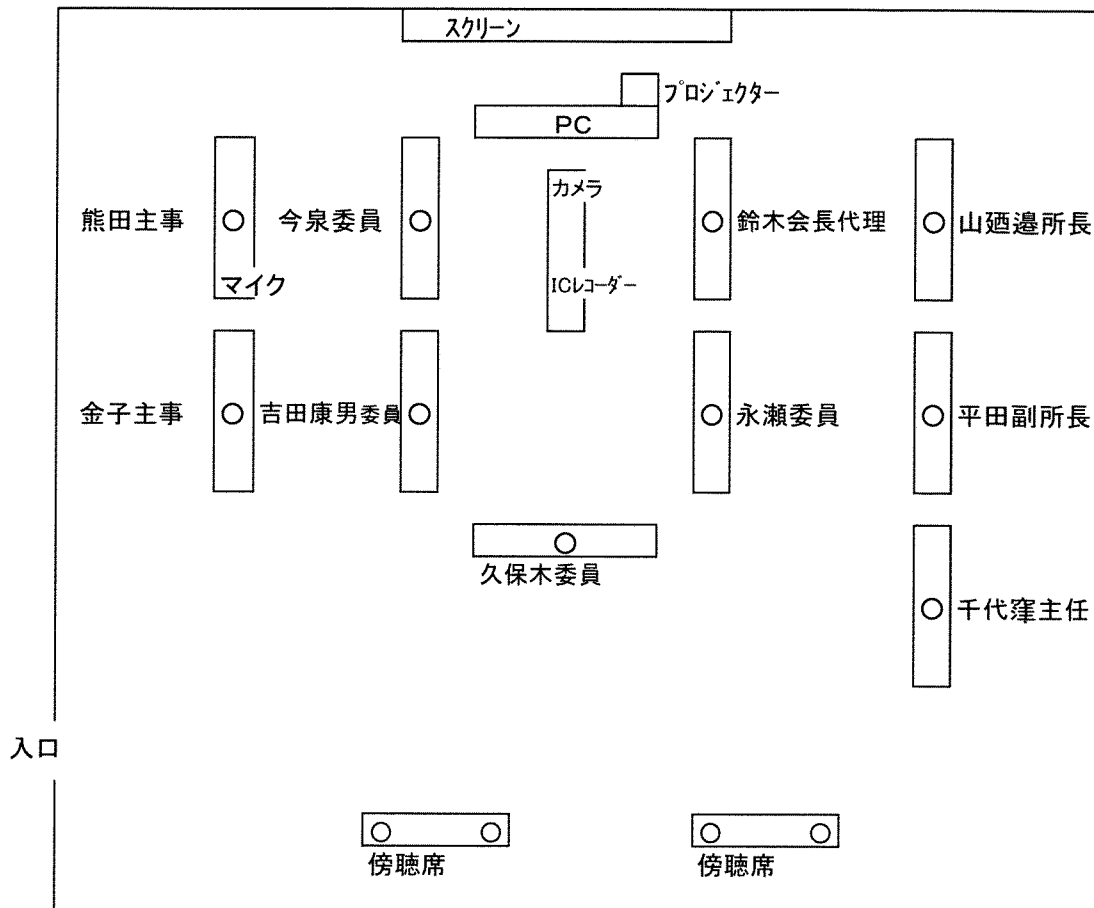 スクリーン
プロジェクター
PC
カメラ
熊田主事
今泉委員
鈴木会長代理
山廼邉所長
マイク
ICレコーダー
金子主事
吉田康男委員
永瀬委員
平田副所長
久保木委員
千代窪主任
入口
傍聴席
傍聴席